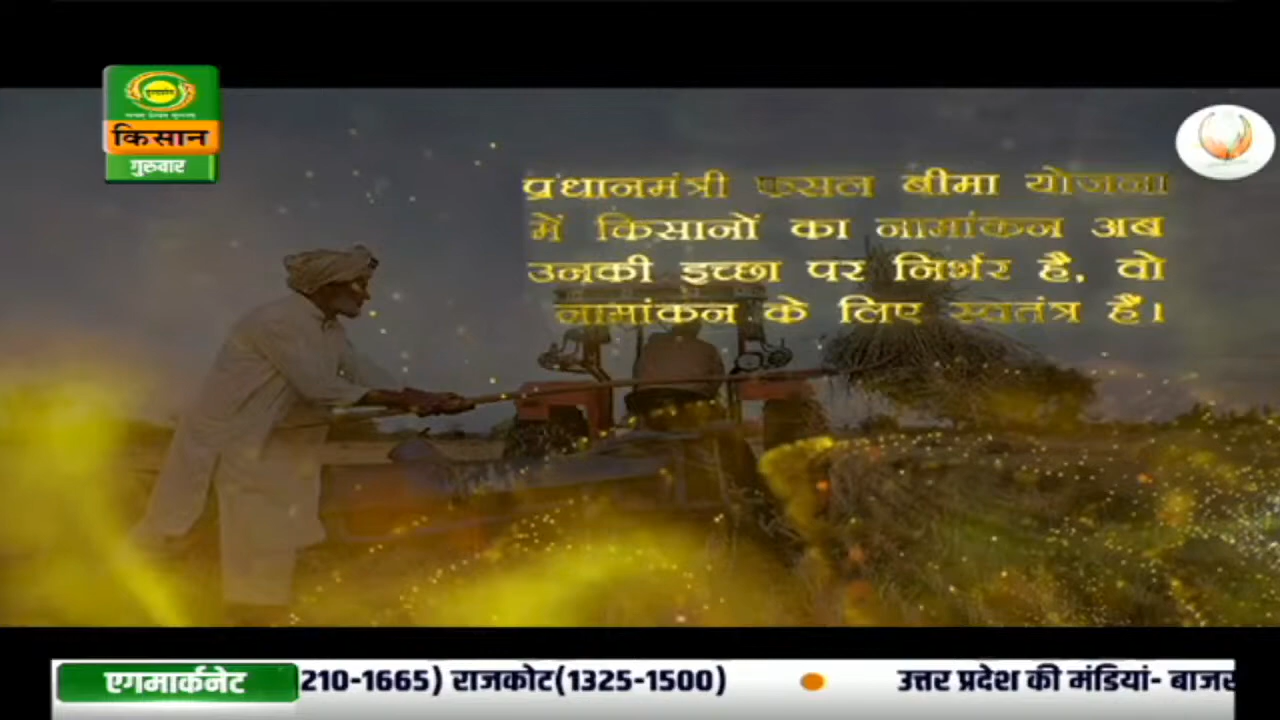 किसान
गुरुवार
प्रधानमंत्री फसल बीमा योजना
में किसानों का नामांकन अब
उनकी इच्छा पर निर्भर है, वो
नामांकन के लिए स्वतंत्र हैं।
एगमार्कनेट
210-1665) राजकोट(1325-1500)
उत्तर प्रदेश की मंडियां-